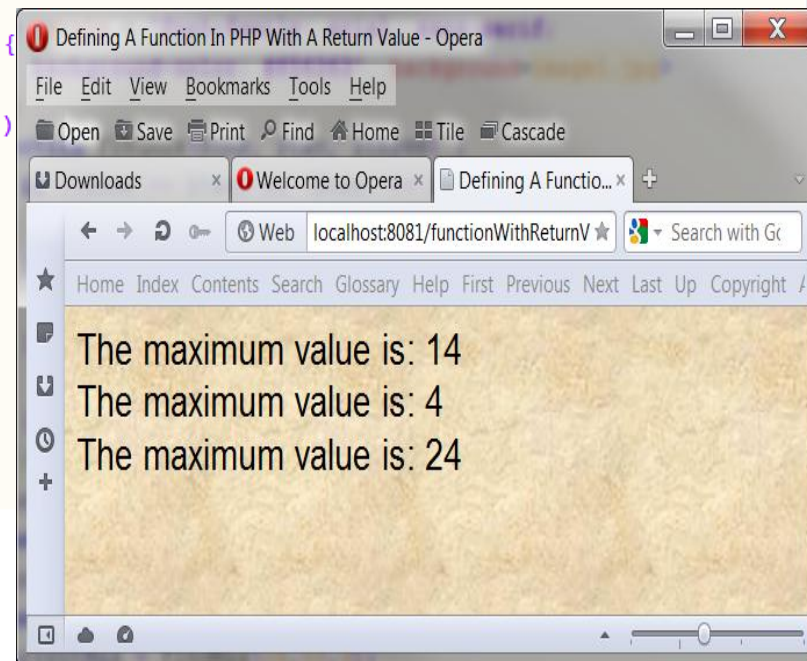 {
)
Defining A Function In PHP With A Return Value - Opera
File Edit View Bookmarks Tools Help
Open Save Print Find Home Tile Cascade
Downloads × Welcome to Opera × Defining A Functio... ×
Web localhost:8081/functionWithReturnV Search with Go
Home Index Contents Search Glossary Help First Previous Next Last Up Copyright
The maximum value is: 14
The maximum value is: 4
The maximum value is: 24